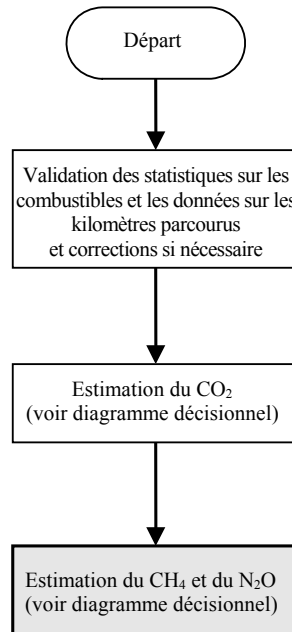 Départ
Validation des statistiques sur les
combustibles et les données sur les
kilomètres parcourus
et corrections si nécessaire
Estimation du CO₂
(voir diagramme décisionnel)
Estimation du CH₄ et du N₂O
(voir diagramme décisionnel)